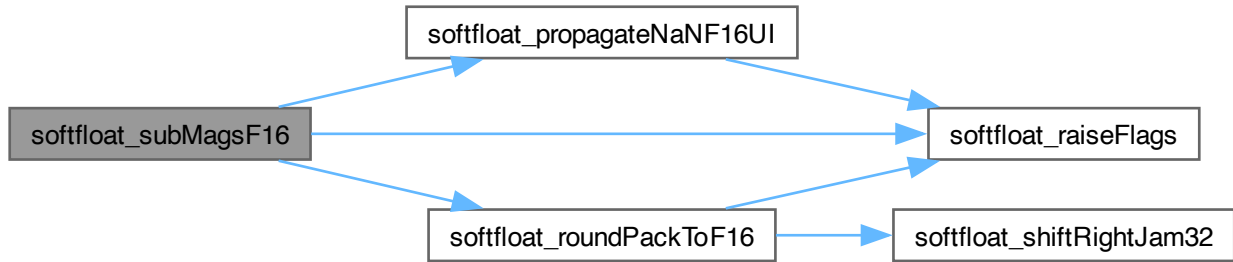 softfloat_propagateNaNF16UI
softfloat_subMagsF16
softfloat_raiseFlags
softfloat_roundPackToF16
softfloat_shiftRightJam32